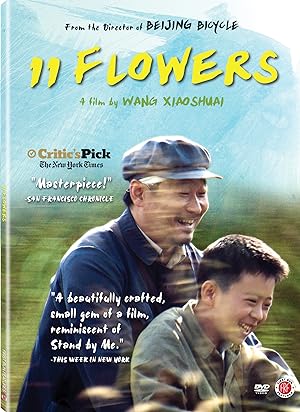 From the Director of BEIJING BICYCLE
11 FLOWERS
A film by WANG XIAOSHUAI
Critic's Pick
The New York Times
"Masterpiece!"
-SAN FRANCISCO CHRONICLE
"A beautifully crafted,
small gem of a film,
reminiscent of
Stand by Me."
-THIS WEEK IN NEW YORK
11 FLOWERS
DVD